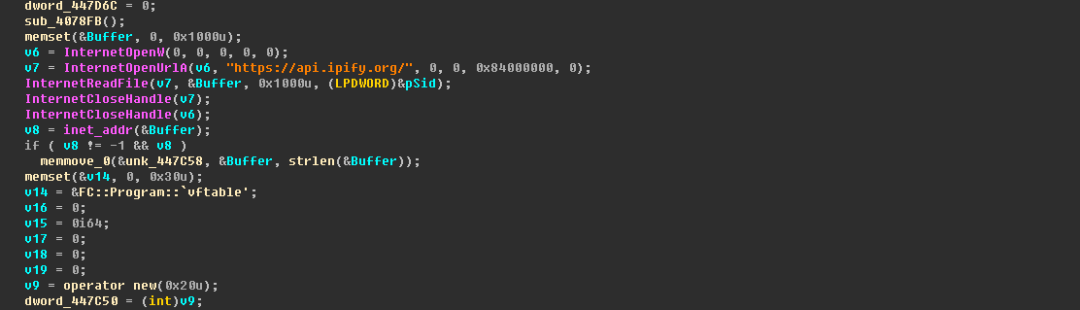 dword_447D6C = 0;
sub_4078FB();
memset(&Buffer, 0, 0x1000u);
v6 = InternetOpenW(0, 0, 0, 0, 0);
v7 = InternetOpenUrlA(v6, "https://api.ipify.org/", 0, 0, 0x84000000, 0);
InternetReadFile(v7, &Buffer, 0x1000u, (LPDWORD)&pSid);
InternetCloseHandle(v7);
InternetCloseHandle(v6);
v8 = inet_addr(&Buffer);
if ( v8 != -1 && v8 )
memmove_0(&unk_447C58, &Buffer, strlen(&Buffer));
memset(&v14, 0, 0x30u);
v14 = &FC::Program::`vftable';
v16 = 0;
v15 = 0i64;
v17 = 0;
v18 = 0;
v19 = 0;
v9 = operator new(0x20u);
dword_447C50 = (int)v9;